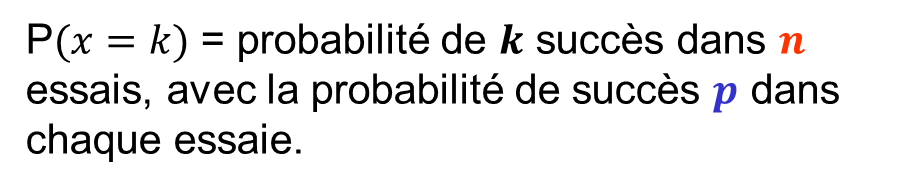 P(x = k) = probabilité de k succès dans n
essais, avec la probabilité de succès p dans
chaque essaie.